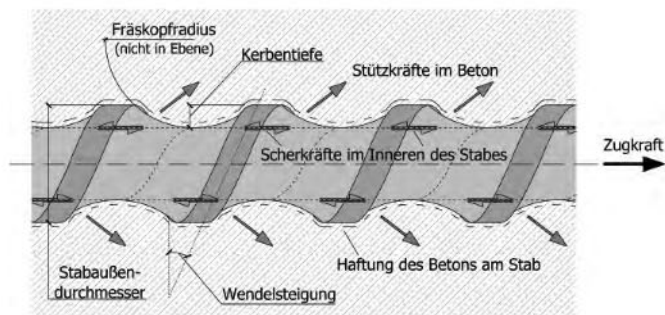 Fräskopfradius
(nicht in Ebene)
Kerbentiefe
Stützkräfte im Beton
Scherkräfte im Inneren des Stabes
Zugkraft
Stabaußen-
durchmesser
Wendelsteigung
Haftung des Betons am Stab